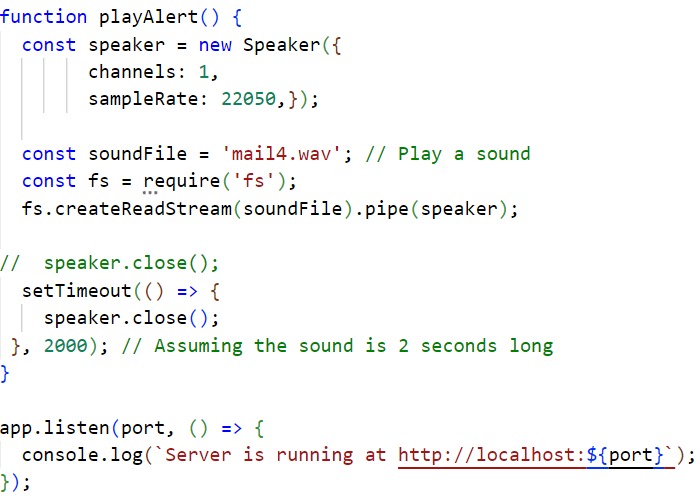 function playAlert() {
  const speaker = new Speaker({
        channels: 1,
        sampleRate: 22050,});

  const soundFile = 'mail4.wav'; // Play a sound
  const fs = require('fs');
  fs.createReadStream(soundFile).pipe(speaker);

//  speaker.close();
  setTimeout(() => {
    speaker.close();
 }, 2000); // Assuming the sound is 2 seconds long
}

app.listen(port, () => {
  console.log(`Server is running at http://localhost:${port}`);
});